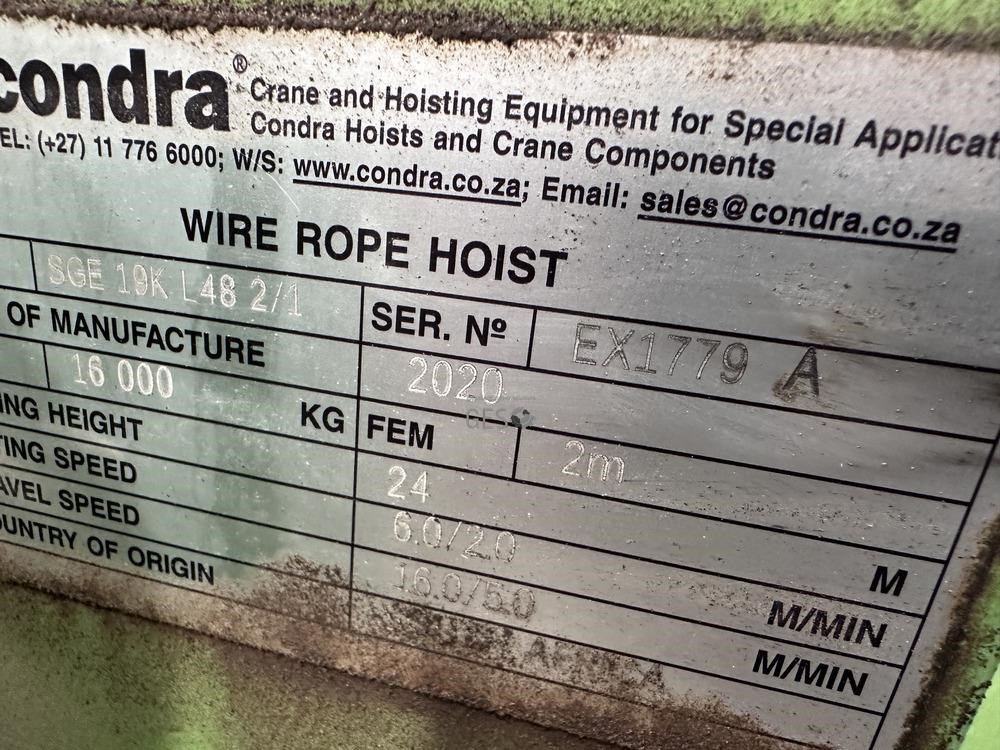 condra®
Crane and Hoisting Equipment for Special Applicat
Condra Hoists and Crane Components
EL: (+27) 11 776 6000; W/S: www.condra.co.za; Email: sales@condra.co.za
WIRE ROPE HOIST
SGE 19K L48 2/1 SER. Nº EX1779 A
OF MANUFACTURE 2020
16 000 KG FEM 2m
ING HEIGHT 24 M
TING SPEED 6.0/2.0 M/MIN
AVEL SPEED 16.0/5.0 M/MIN
OUNTRY OF ORIGIN
GES